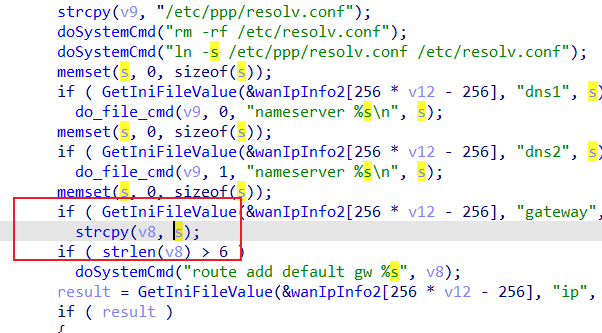 strcpy(v9, "/etc/ppp/resolv.conf");
doSystemCmd("rm -rf /etc/resolv.conf");
doSystemCmd("ln -s /etc/ppp/resolv.conf /etc/resolv.conf");
memset(s, 0, sizeof(s));
if ( GetIniFileValue(&wanIpInfo2[256 * v12 - 256], "dns1", s)
do_file_cmd(v9, 0, "nameserver %s\n", s);
memset(s, 0, sizeof(s));
if ( GetIniFileValue(&wanIpInfo2[256 * v12 - 256], "dns2", s)
do_file_cmd(v9, 1, "nameserver %s\n", s);
memset(s, 0, sizeof(s));
if ( GetIniFileValue(&wanIpInfo2[256 * v12 - 256], "gateway",
strcpy(v8, s);
if ( strlen(v8) > 6 )
doSystemCmd("route add default gw %s", v8);
result = GetIniFileValue(&wanIpInfo2[256 * v12 - 256], "ip",
if ( result )
{